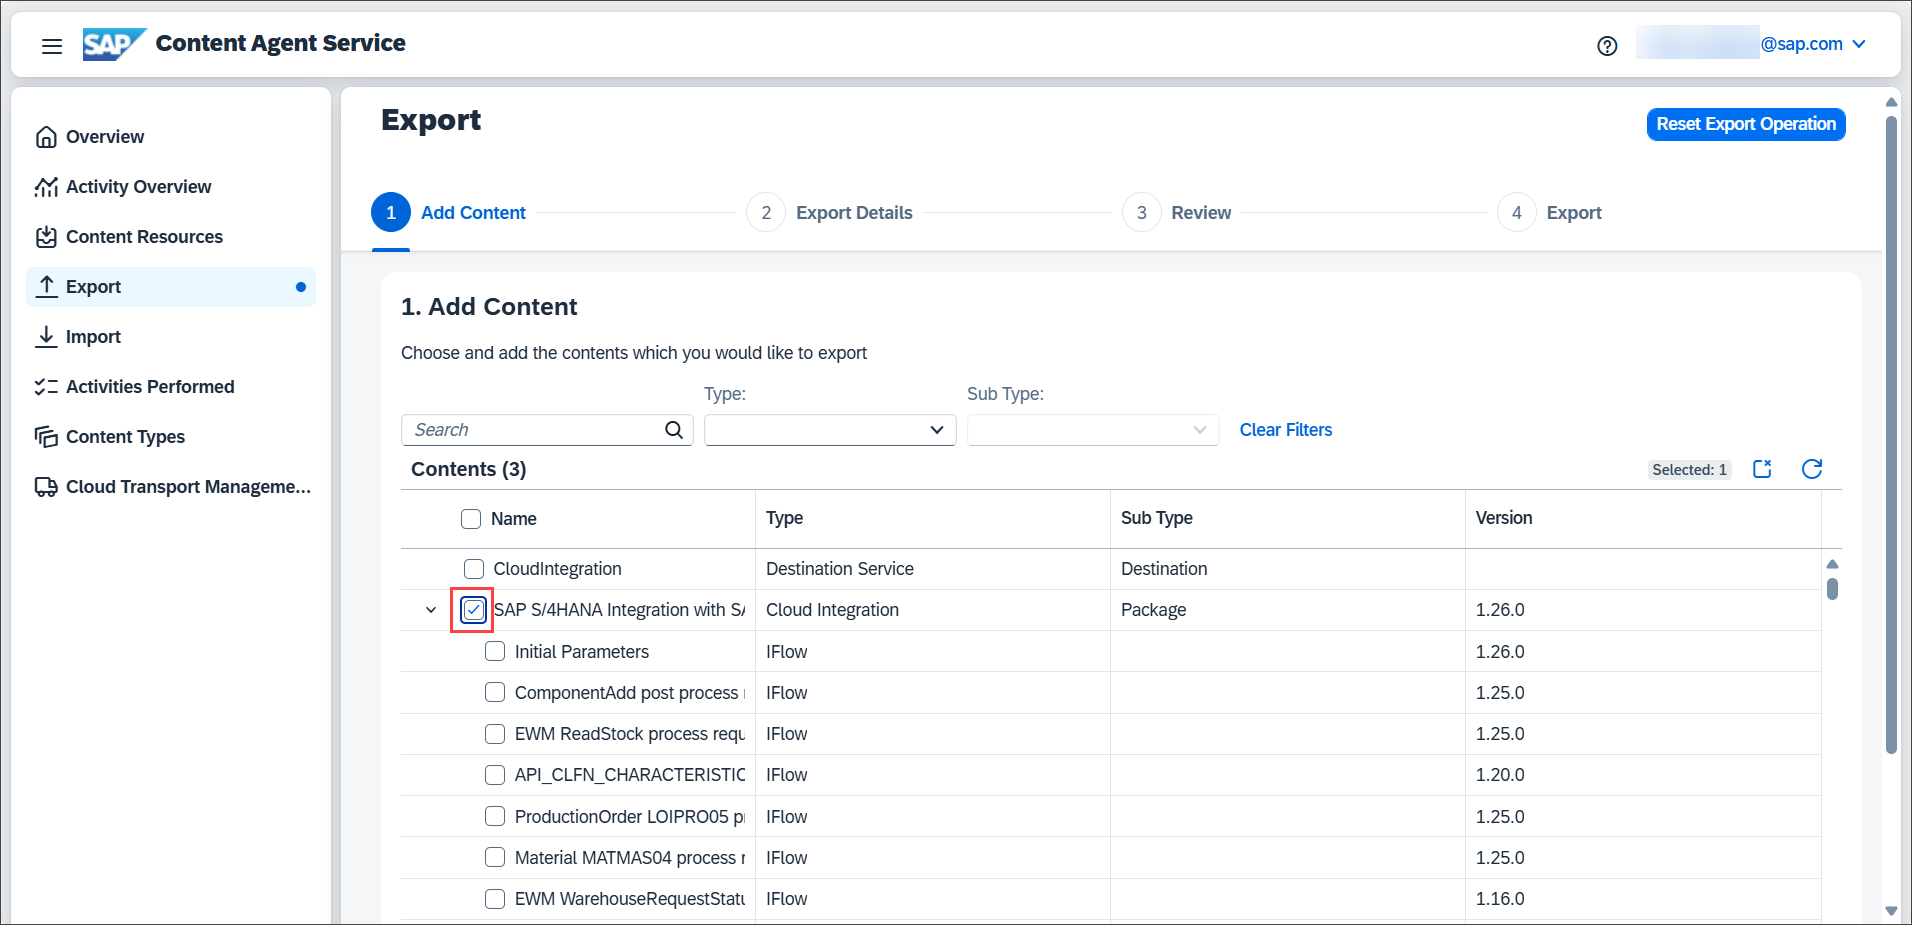 SAP Content Agent Service
@sap.com
Overview
Activity Overview
Content Resources
Export
Import
Activities Performed
Content Types
Cloud Transport Manageme...
Export
Reset Export Operation
1 Add Content
2 Export Details
3 Review
4 Export
1. Add Content
Choose and add the contents which you would like to export
Type:
Sub Type:
Search
Clear Filters
Contents (3)
Selected: 1
Name Type Sub Type Version
CloudIntegration Destination Service Destination
SAP S/4HANA Integration with SA Cloud Integration Package 1.26.0
Initial Parameters IFlow 1.26.0
ComponentAdd post process IFlow 1.25.0
EWM ReadStock process requ IFlow 1.25.0
API_CLFN_CHARACTERISTIC IFlow 1.20.0
ProductionOrder LOIPRO05 p IFlow 1.25.0
Material MATMAS04 process r IFlow 1.25.0
EWM WarehouseRequestStatu IFlow 1.16.0